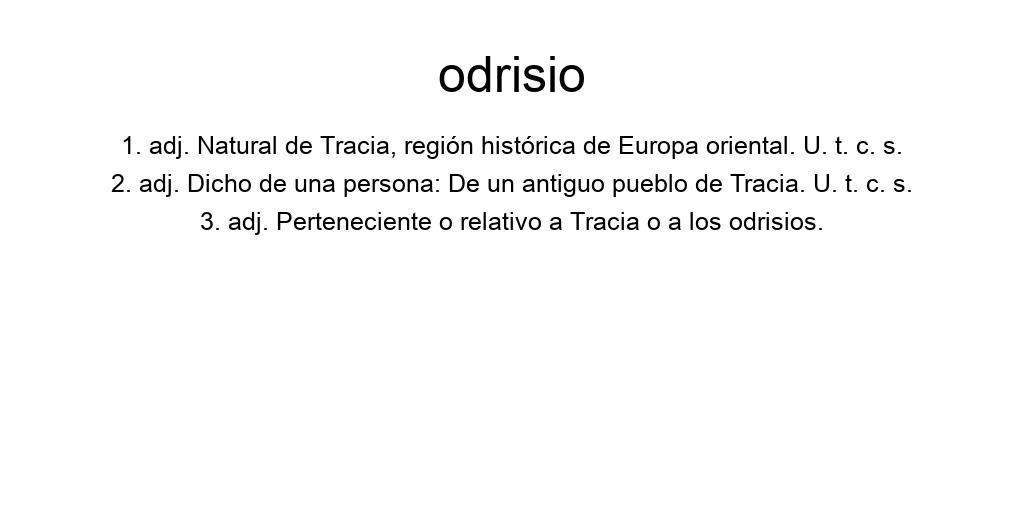 odrisio
1. adj. Natural de Tracia, región histórica de Europa oriental. U. t. c. s.
2. adj. Dicho de una persona: De un antiguo pueblo de Tracia. U. t. c. s.
3. adj. Perteneciente o relativo a Tracia o a los odrisios.